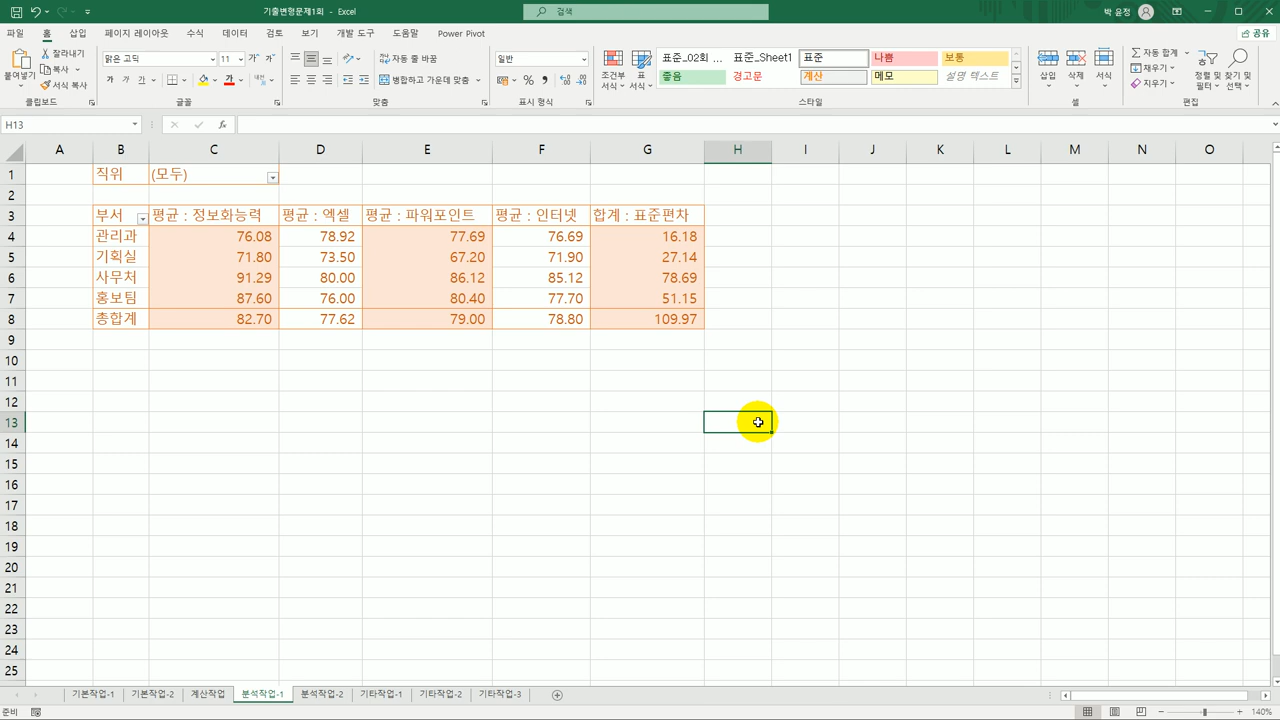 기출변형문제1회 - Excel
검색
박 윤정
파일 홈 삽입 페이지 레이아웃 수식 데이터 검토 보기 개발 도구 도움말 Power Pivot
공유
붙여넣기
잘라내기
복사
서식 복사
클립보드
맑은 고딕 11
가 가
가 가 가
글꼴
자동 줄 바꿈
병합하고 가운데 맞춤
맞춤
일반
표시 형식
조건부 서식
표 서식
표준_02회 ... 표준_Sheet1 표준 나쁨 보통
좋음 경고문 계산 메모 설명 텍스트
스타일
삽입 삭제 서식
셀
자동 합계
채우기
지우기
정렬 및 필터
찾기 및 선택
편집
H13
fx
A B C D E F G H I J K L M N O
1 직위 (모두)
2
3 부서 평균 : 정보화능력 평균 : 엑셀 평균 : 파워포인트 평균 : 인터넷 합계 : 표준편차
4 관리과 76.08 78.92 77.69 76.69 16.18
5 기획실 71.80 73.50 67.20 71.90 27.14
6 사무처 91.29 80.00 86.12 85.12 78.69
7 홍보팀 87.60 76.00 80.40 77.70 51.15
8 총합계 82.70 77.62 79.00 78.80 109.97
9
10
11
12
13
14
15
16
17
18
19
20
21
22
23
24
25
기본작업-1 기본작업-2 계산작업 분석작업-1 분석작업-2 기타작업-1 기타작업-2 기타작업-3
준비
140%